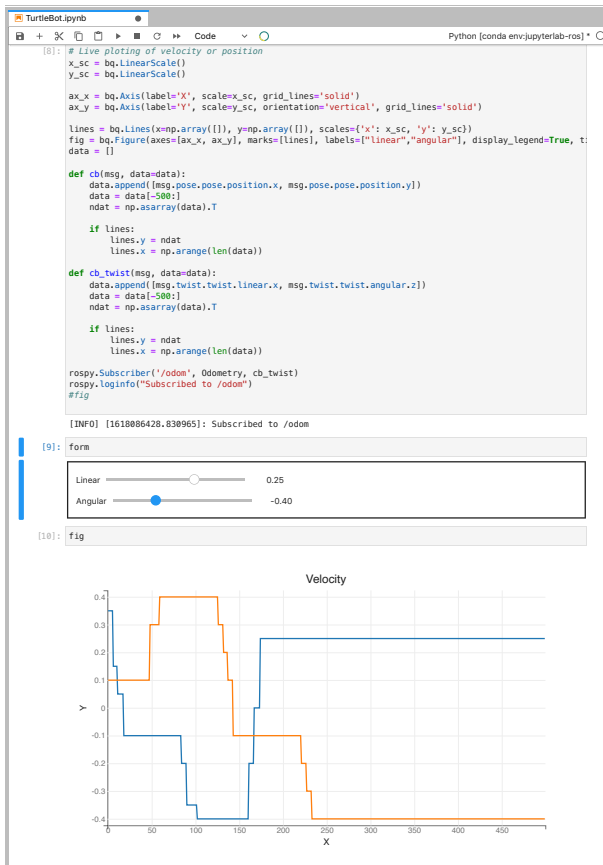 TurtleBot.ipynb
Code
Python [conda env:jupyterlab-ros] *
[8]: # Live ploting of velocity or position
x_sc = bq.LinearScale()
y_sc = bq.LinearScale()
ax_x = bq.Axis(label='X', scale=x_sc, grid_lines='solid')
ax_y = bq.Axis(label='Y', scale=y_sc, orientation='vertical', grid_lines='solid')
lines = bq.Lines(x=np.array([]), y=np.array([]), scales={'x': x_sc, 'y': y_sc})
fig = bq.Figure(axes=[ax_x, ax_y], marks=[lines], labels=["linear","angular"], display_legend=True, ti
data = []
def cb(msg, data=data):
data.append([msg.pose.pose.position.x, msg.pose.pose.position.y])
data = data[-500:]
ndat = np.asarray(data).T
if lines:
lines.y = ndat
lines.x = np.arange(len(data))
def cb_twist(msg, data=data):
data.append([msg.twist.twist.linear.x, msg.twist.twist.angular.z])
data = data[-500:]
ndat = np.asarray(data).T
if lines:
lines.y = ndat
lines.x = np.arange(len(data))
rospy.Subscriber('/odom', Odometry, cb_twist)
rospy.loginfo("Subscribed to /odom")
#fig
[INFO] [1618086428.830965]: Subscribed to /odom
[9]: form
Linear 0.25
Angular -0.40
[10]: fig
Velocity
0.4
0.3
0.2
0.1
Y 0
-0.1
-0.2
-0.3
-0.4
0 50 100 150 200 250 300 350 400 450
X